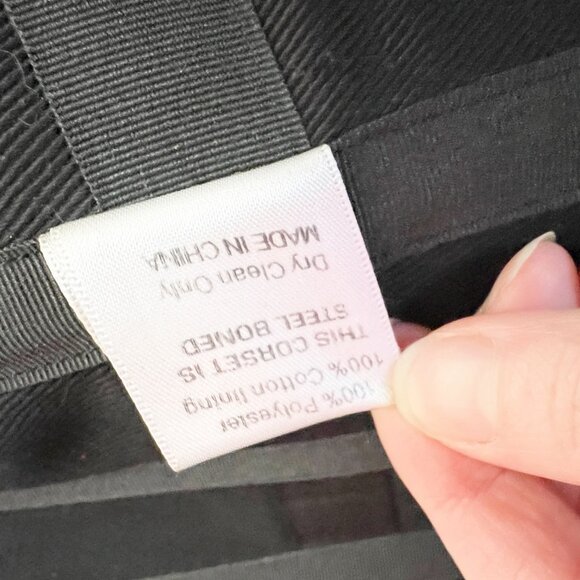 100% Polyester
100% Cotton lining
THIS CORSET IS
STEEL BONED
Dry Clean Only
MADE IN CHINA